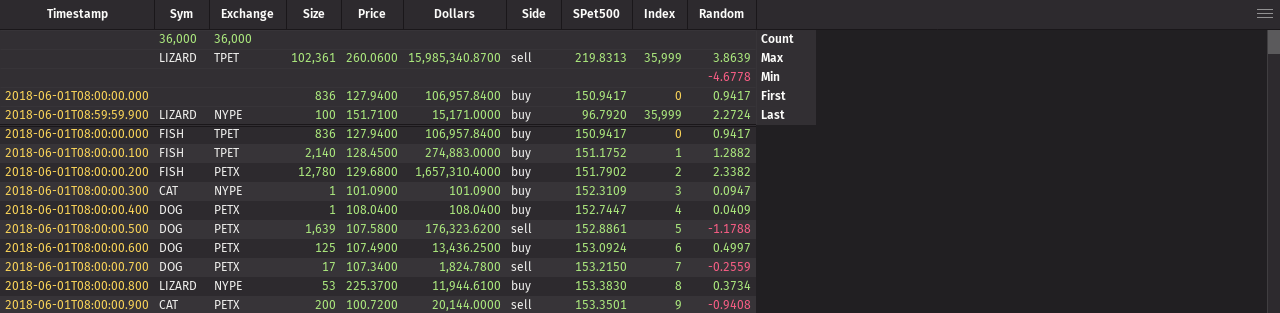 Timestamp Sym Exchange Size Price Dollars Side SPet500 Index Random
36,000 36,000 Count
LIZARD TPET 102,361 260.0600 15,985,340.8700 sell 219.8313 35,999 3.8639 Max
-4.6778 Min
2018-06-01T08:00:00.000 836 127.9400 106,957.8400 buy 150.9417 0 0.9417 First
2018-06-01T08:59:59.900 LIZARD NYPE 100 151.7100 15,171.0000 buy 96.7920 35,999 2.2724 Last
2018-06-01T08:00:00.000 FISH TPET 836 127.9400 106,957.8400 buy 150.9417 0 0.9417
2018-06-01T08:00:00.100 FISH TPET 2,140 128.4500 274,883.0000 buy 151.1752 1 1.2882
2018-06-01T08:00:00.200 FISH PETX 12,780 129.6800 1,657,310.4000 buy 151.7902 2 2.3382
2018-06-01T08:00:00.300 CAT NYPE 1 101.0900 101.0900 buy 152.3109 3 0.0947
2018-06-01T08:00:00.400 DOG PETX 1 108.0400 108.0400 buy 152.7447 4 0.0409
2018-06-01T08:00:00.500 DOG PETX 1,639 107.5800 176,323.6200 sell 152.8861 5 -1.1788
2018-06-01T08:00:00.600 DOG PETX 125 107.4900 13,436.2500 buy 153.0924 6 0.4997
2018-06-01T08:00:00.700 DOG PETX 17 107.3400 1,824.7800 sell 153.2150 7 -0.2559
2018-06-01T08:00:00.800 LIZARD NYPE 53 225.3700 11,944.6100 buy 153.3830 8 0.3734
2018-06-01T08:00:00.900 CAT PETX 200 100.7200 20,144.0000 sell 153.3501 9 -0.9408